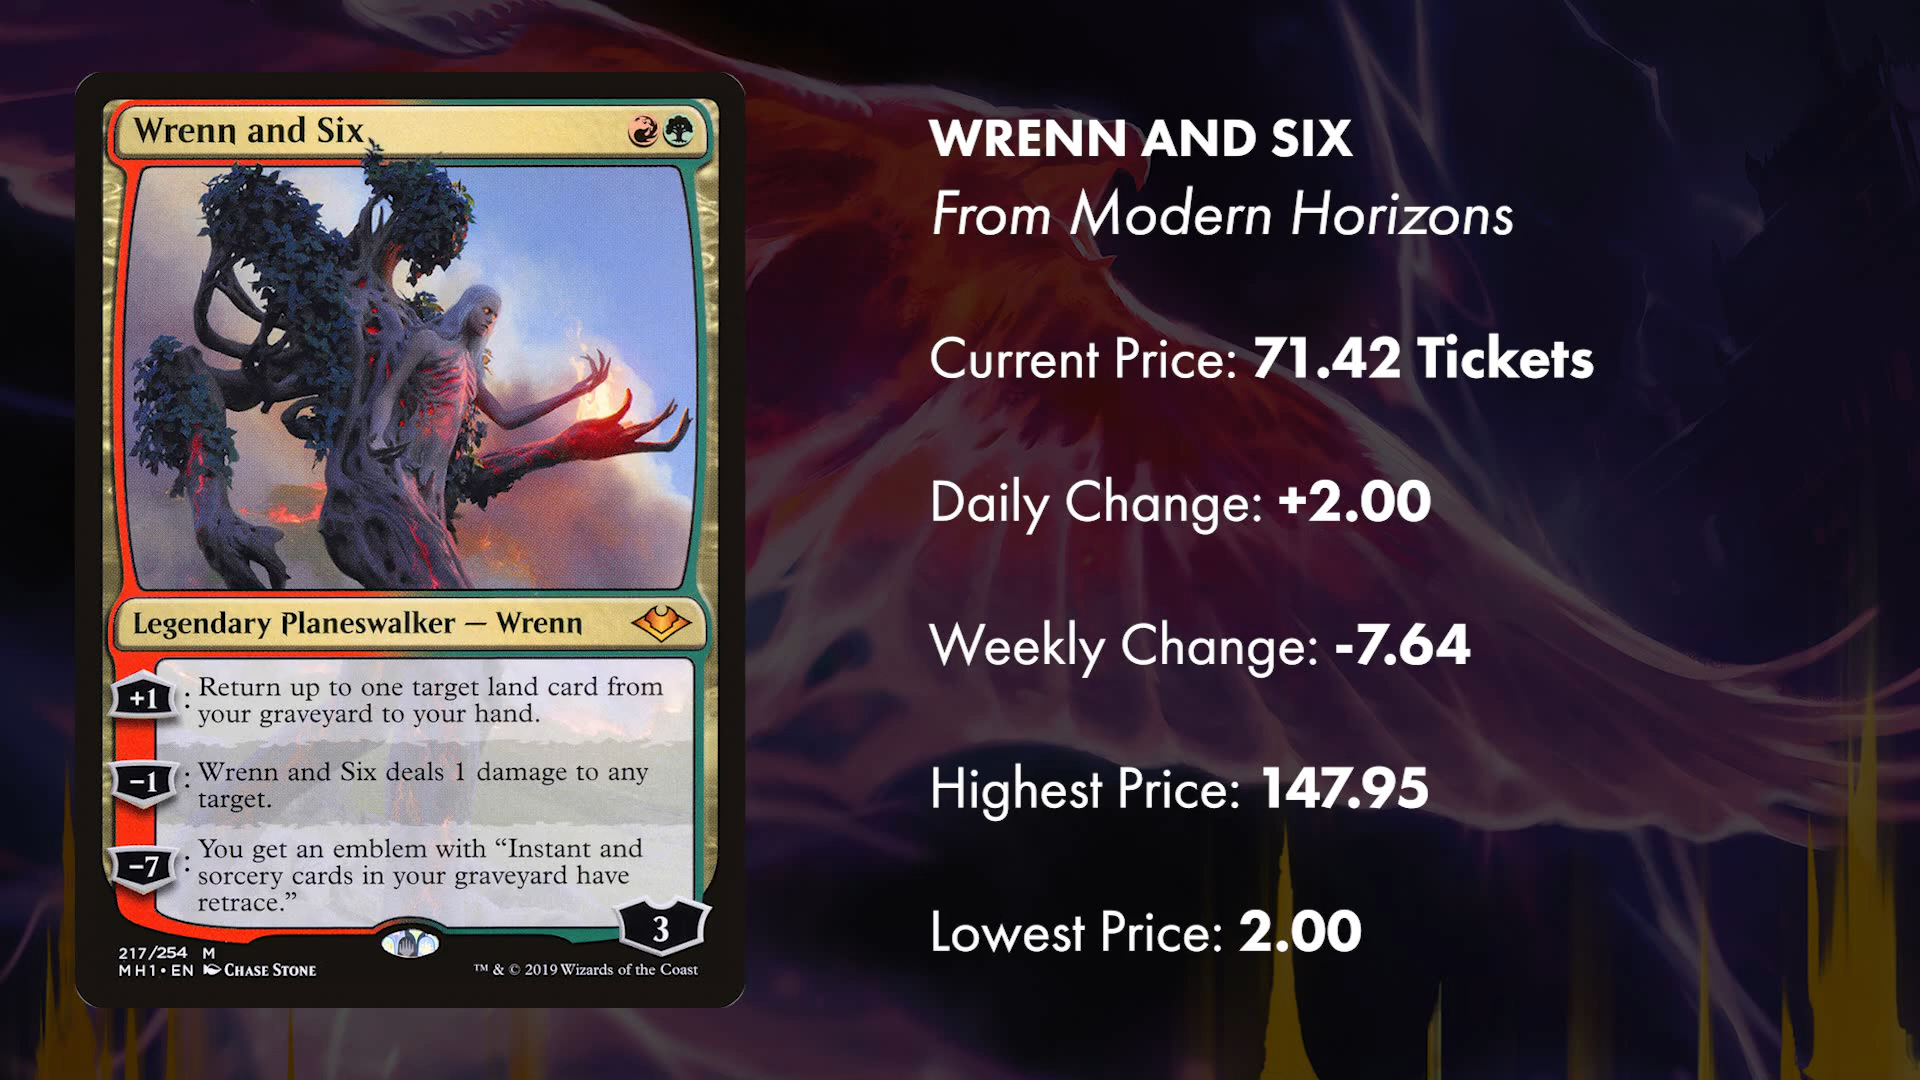 Wrenn and Six
Legendary Planeswalker — Wrenn
+1 : Return up to one target land card from
your graveyard to your hand.
−1 : Wrenn and Six deals 1 damage to any
target.
−7 : You get an emblem with “Instant and
sorcery cards in your graveyard have
retrace.”
3
217/254 M
MH1 • EN CHASE STONE
™ & © 2019 Wizards of the Coast
WRENN AND SIX
From Modern Horizons
Current Price: 71.42 Tickets
Daily Change: +2.00
Weekly Change: -7.64
Highest Price: 147.95
Lowest Price: 2.00